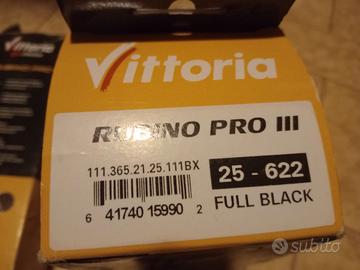 Vittoria
RUBINO PRO III
111.365.21.25.111BX
25 - 622
6 41740 15990 2
FULL BLACK
subito